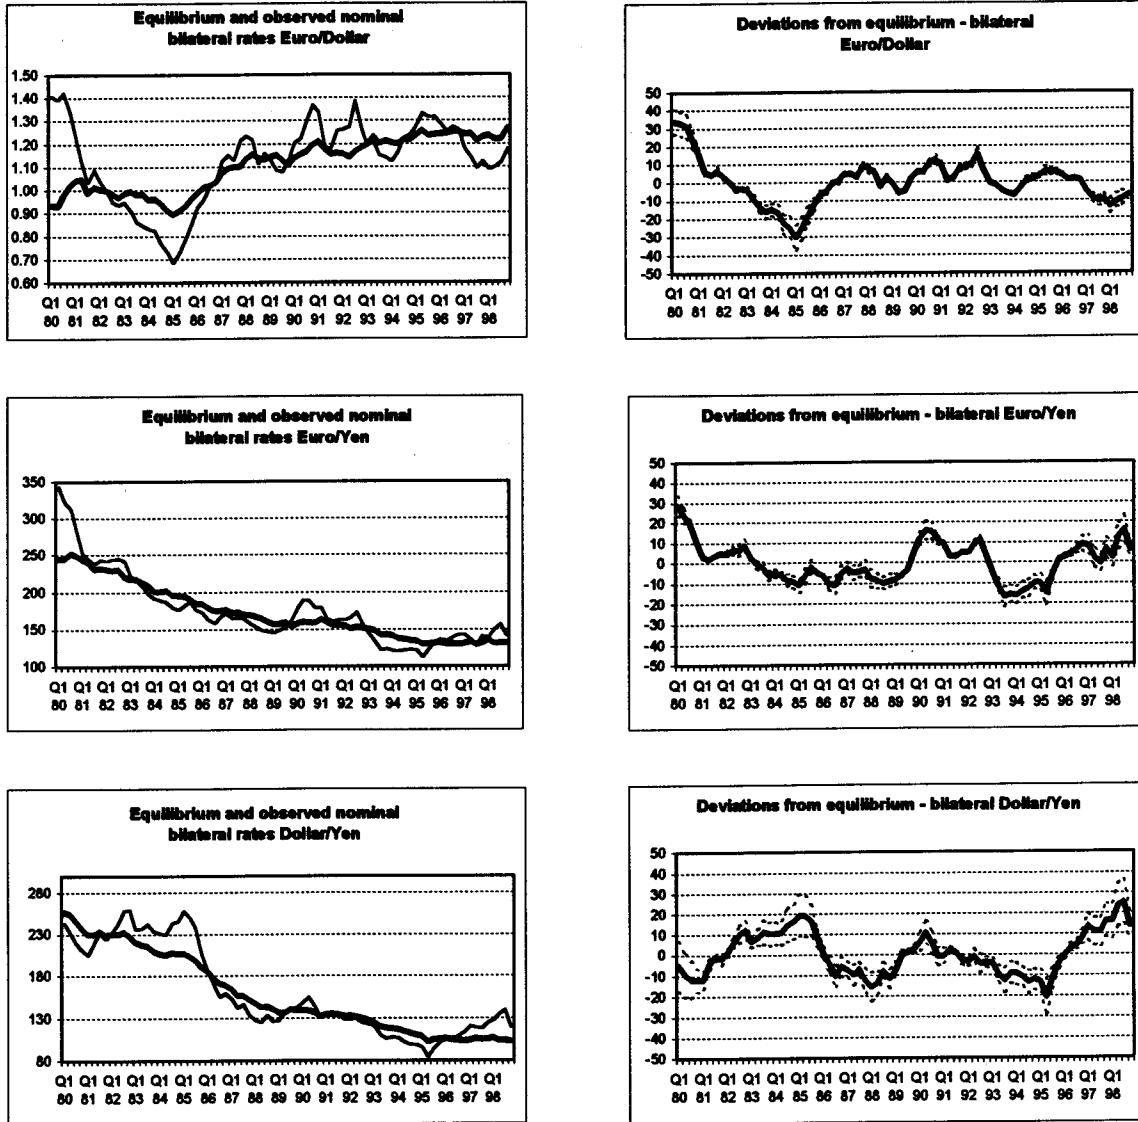 Equilibrium and observed nominal
bilateral rates Euro/Dollar
1.50
1.40
1.30
1.20
1.10
1.00
0.90
0.80
0.70
0.60
Q1 Q1 Q1 Q1 Q1 Q1 Q1 Q1 Q1 Q1 Q1 Q1 Q1 Q1 Q1 Q1 Q1 Q1 Q1
80 81 82 83 84 85 86 87 88 89 90 91 92 93 94 95 96 97 98
Deviations from equilibrium - bilateral
Euro/Dollar
50
40
30
20
10
0
-10
-20
-30
-40
-50
Q1 Q1 Q1 Q1 Q1 Q1 Q1 Q1 Q1 Q1 Q1 Q1 Q1 Q1 Q1 Q1 Q1 Q1 Q1
80 81 82 83 84 85 86 87 88 89 90 91 92 93 94 95 96 97 98
Equilibrium and observed nominal
bilateral rates Euro/Yen
350
300
250
200
150
100
Q1 Q1 Q1 Q1 Q1 Q1 Q1 Q1 Q1 Q1 Q1 Q1 Q1 Q1 Q1 Q1 Q1 Q1 Q1
80 81 82 83 84 85 86 87 88 89 90 91 92 93 94 95 96 97 98
Deviations from equilibrium - bilateral Euro/Yen
50
40
30
20
10
0
-10
-20
-30
-40
-50
Q1 Q1 Q1 Q1 Q1 Q1 Q1 Q1 Q1 Q1 Q1 Q1 Q1 Q1 Q1 Q1 Q1 Q1 Q1
80 81 82 83 84 85 86 87 88 89 90 91 92 93 94 95 96 97 98
Equilibrium and observed nominal
bilateral rates Dollar/Yen
280
230
180
130
80
Q1 Q1 Q1 Q1 Q1 Q1 Q1 Q1 Q1 Q1 Q1 Q1 Q1 Q1 Q1 Q1 Q1 Q1 Q1
80 81 82 83 84 85 86 87 88 89 90 91 92 93 94 95 96 97 98
Deviations from equilibrium - bilateral Dollar/Yen
50
40
30
20
10
0
-10
-20
-30
-40
-50
Q1 Q1 Q1 Q1 Q1 Q1 Q1 Q1 Q1 Q1 Q1 Q1 Q1 Q1 Q1 Q1 Q1 Q1 Q1
80 81 82 83 84 85 86 87 88 89 90 91 92 93 94 95 96 97 98